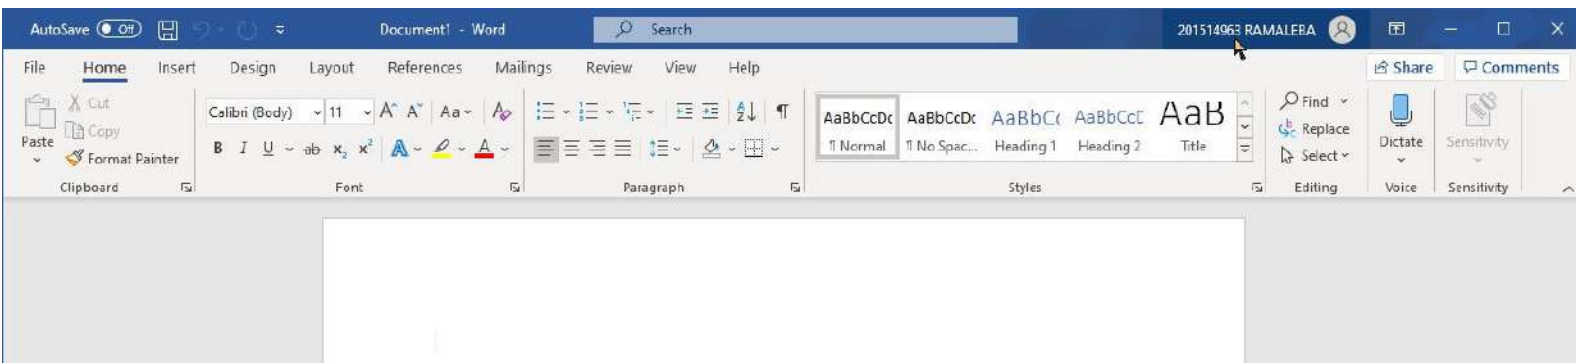 AutoSave Off Document1 - Word Search 201514963 RAMALEBA
File Home Insert Design Layout References Mailings Review View Help Share Comments
Paste Cut Copy Format Painter
Calibri (Body) 11 A A Aa A
B I U ab x₂ x² A A
AaBbCcDc AaBbCcDc AaBbCc AaBbCcD AaB
¶ Normal ¶ No Spac... Heading 1 Heading 2 Title
Find Replace Select
Dictate Sensitivity
Clipboard Font Paragraph Styles Editing Voice Sensitivity